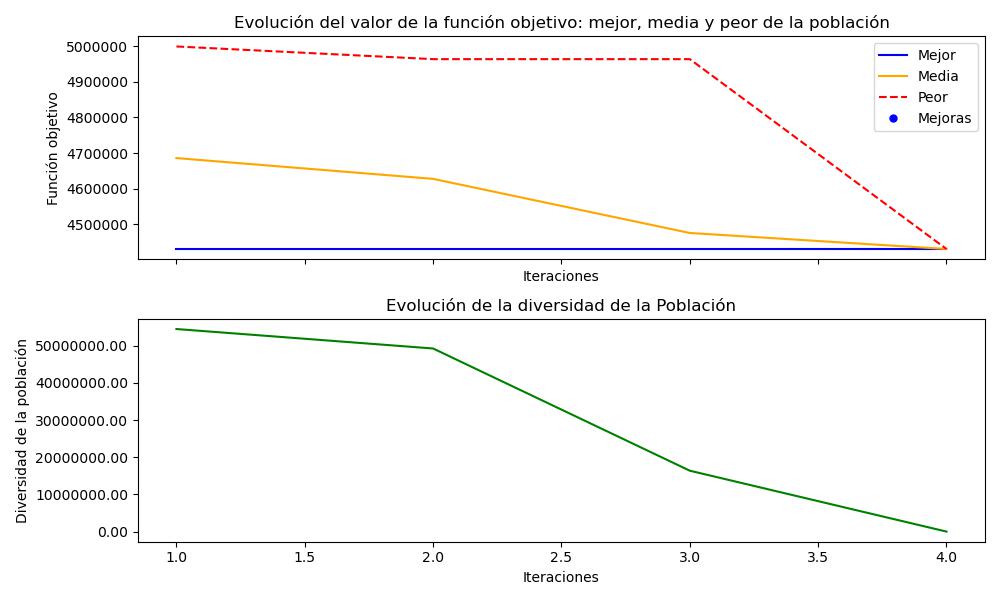 Evolución del valor de la función objetivo: mejor, media y peor de la población
Función objetivo
5000000
4900000
4800000
4700000
4600000
4500000
Mejor
Media
Peor
Mejoras
Iteraciones
Evolución de la diversidad de la Población
Diversidad de la población
50000000.00
40000000.00
30000000.00
20000000.00
10000000.00
0.00
1.0 1.5 2.0 2.5 3.0 3.5 4.0
Iteraciones